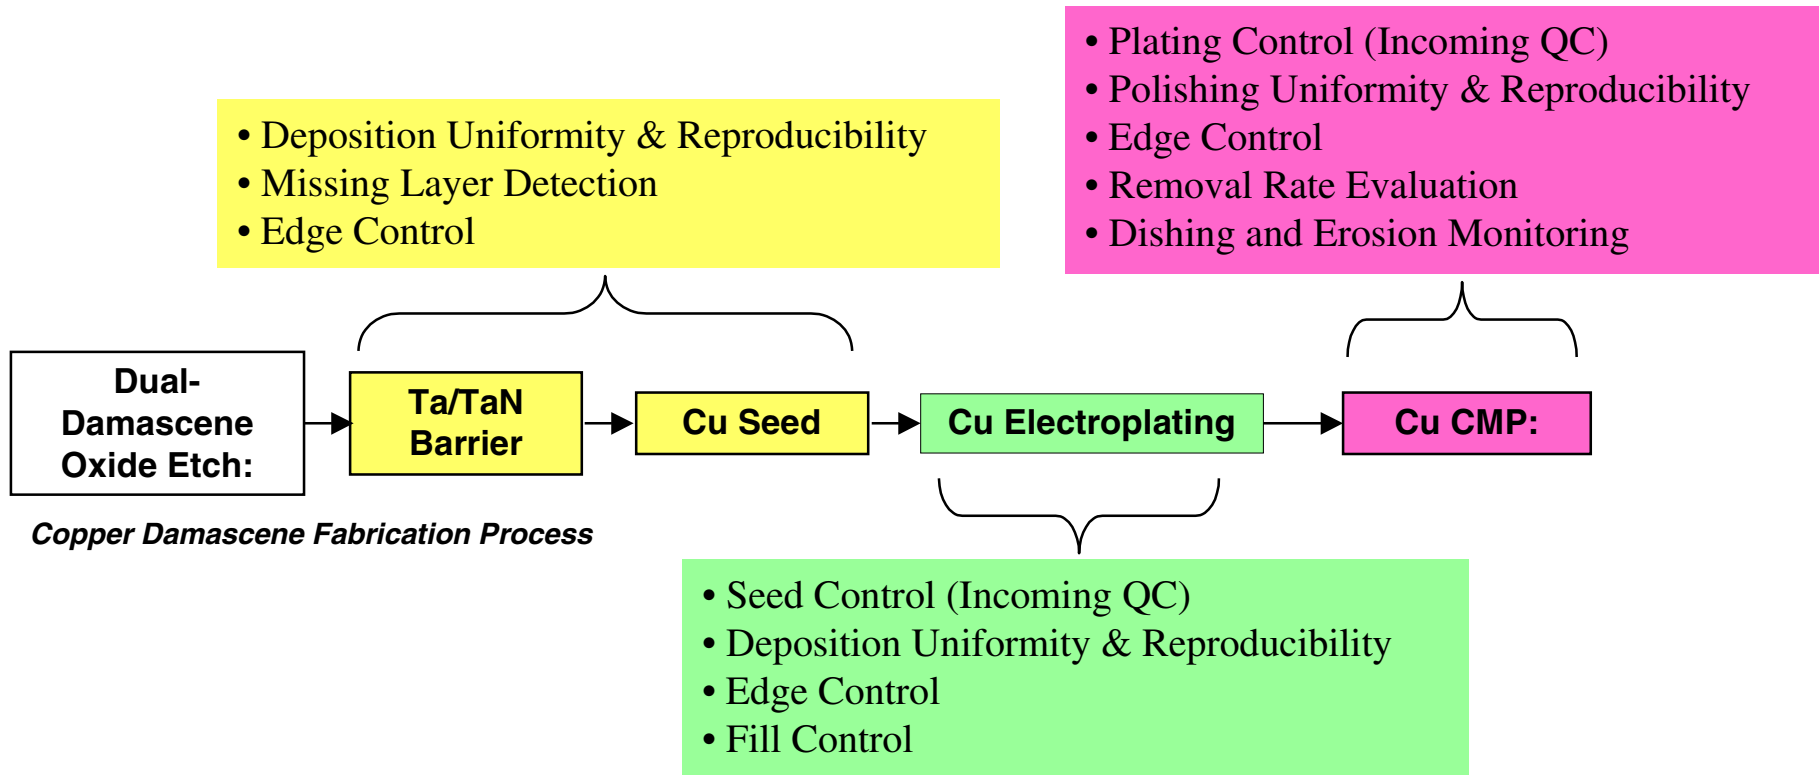 • Plating Control (Incoming QC)
• Polishing Uniformity & Reproducibility
• Edge Control
• Removal Rate Evaluation
• Dishing and Erosion Monitoring
• Deposition Uniformity & Reproducibility
• Missing Layer Detection
• Edge Control
Dual-
Damascene
Oxide Etch:
Ta/TaN
Barrier
Cu Seed
Cu Electroplating
Cu CMP:
Copper Damascene Fabrication Process
• Seed Control (Incoming QC)
• Deposition Uniformity & Reproducibility
• Edge Control
• Fill Control